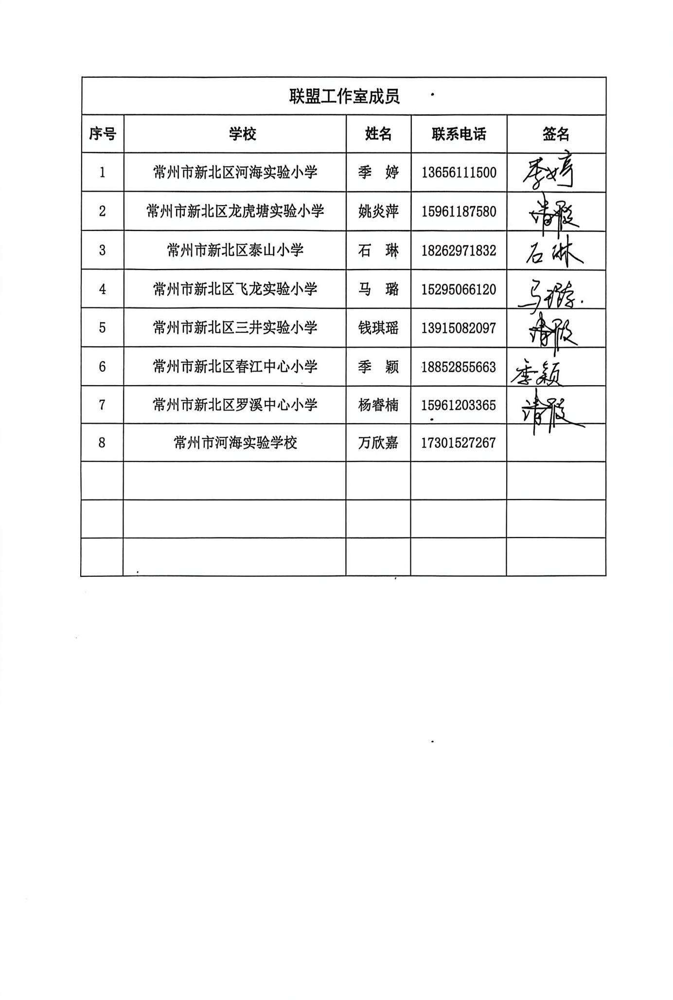 联盟工作室成员
序号 学校 姓名 联系电话 签名
1 常州市新北区河海实验小学 季 婷 13656111500 季婷
2 常州市新北区龙虎塘实验小学 姚炎萍 15961187580 请假
3 常州市新北区泰山小学 石 琳 18262971832 石琳
4 常州市新北区飞龙实验小学 马 璐 15295066120 马璐.
5 常州市新北区三井实验小学 钱琪瑶 13915082097 请假
6 常州市新北区春江中心小学 季 颖 18852855663 季颖
7 常州市新北区罗溪中心小学 杨睿楠 15961203365 请假
8 常州市河海实验学校 万欣嘉 17301527267